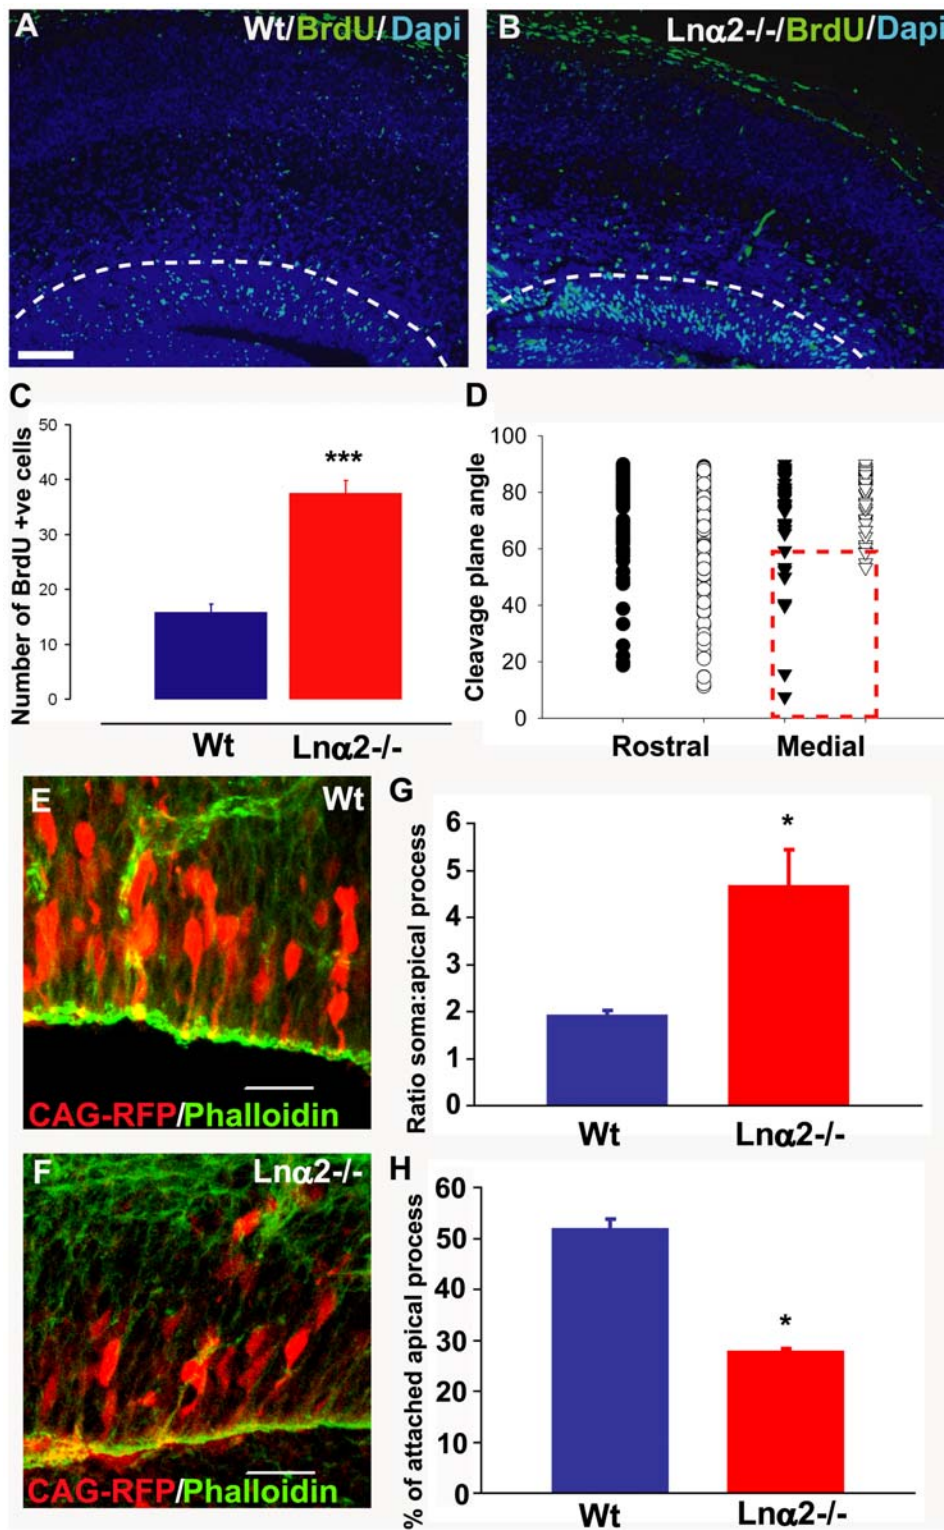 A Wt/BrdU/Dapi
B Lnα2-/-/BrdU/Dapi
C
Number of BrdU +ve cells
50
40
30
20
10
0
***
Wt Lnα2-/-
D
Cleavage plane angle
100
80
60
40
20
0
Rostral Medial
E Wt
CAG-RFP/Phalloidin
F Lnα2-/-
CAG-RFP/Phalloidin
G
Ratio soma:apical process
6
5
4
3
2
1
0
*
Wt Lnα2-/-
H
% of attached apical process
60
50
40
30
20
10
0
*
Wt Lnα2-/-